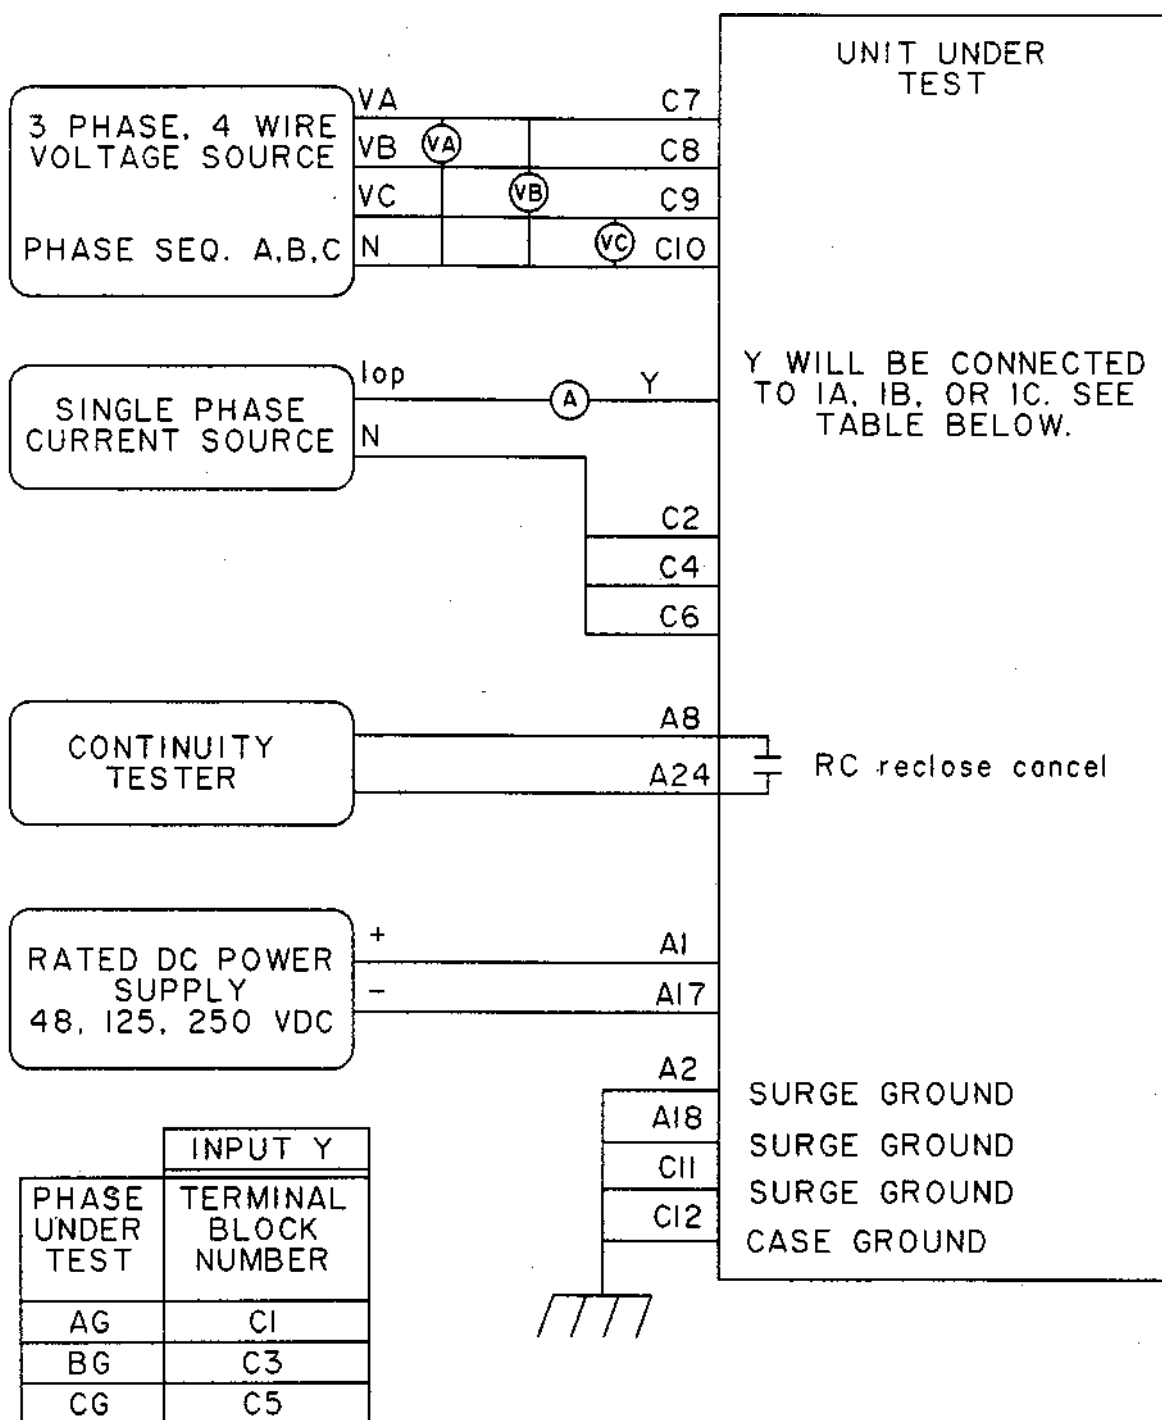 UNIT UNDER
TEST
3 PHASE, 4 WIRE
VOLTAGE SOURCE
PHASE SEQ. A,B,C
VA
VB
VC
N
VA
VB
VC
C7
C8
C9
C10
SINGLE PHASE
CURRENT SOURCE
Iop
N
A
Y
Y WILL BE CONNECTED
TO IA, IB, OR IC. SEE
TABLE BELOW.
C2
C4
C6
CONTINUITY
TESTER
A8
A24
RC reclose cancel
RATED DC POWER
SUPPLY
48, 125, 250 VDC
+
-
A1
A17
A2
SURGE GROUND
A18
SURGE GROUND
C11
SURGE GROUND
C12
CASE GROUND
INPUT Y
PHASE
UNDER
TEST
TERMINAL
BLOCK
NUMBER
AG C1
BG C3
CG C5